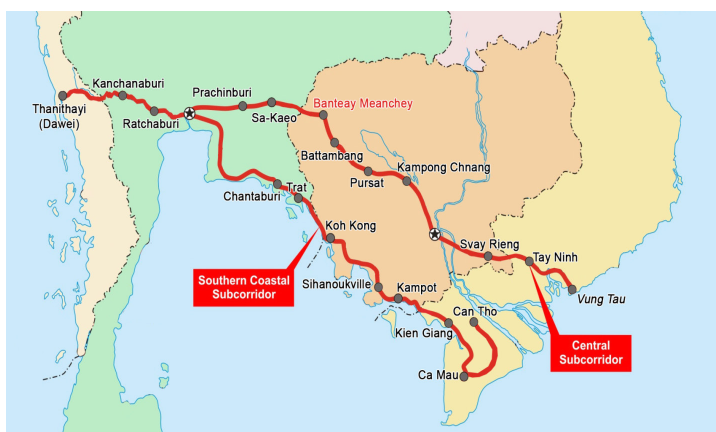 Kanchanaburi
Prachinburi
Thanithayi
(Dawei)
Ratchaburi
Sa-Kaeo
Banteay Meanchey
Battambang
Kampong Chnang
Pursat
Chantaburi
Trat
Koh Kong
Svay Rieng
Tay Ninh
Southern Coastal
Subcorridor
Sihanoukville
Kampot
Vung Tau
Can Tho
Kien Giang
Central
Subcorridor
Ca Mau